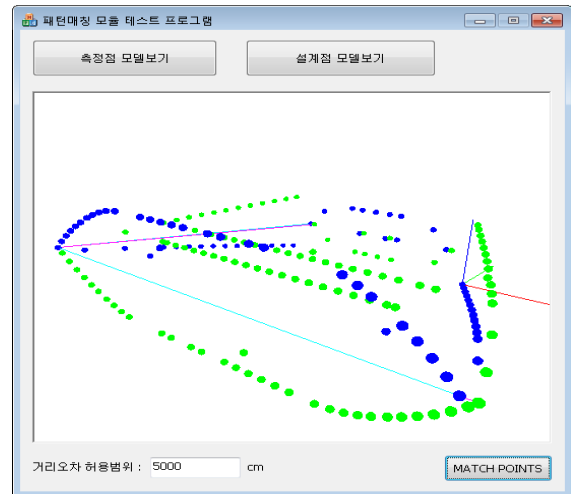 패턴매칭 모듈 테스트 프로그램
측정점 모델보기
설계점 모델보기
거리오차 허용범위 : 5000 cm
MATCH POINTS